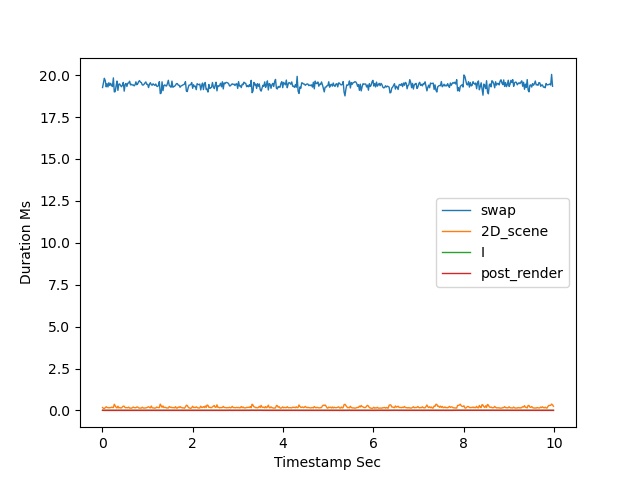 20.0
17.5
15.0
12.5
10.0
7.5
5.0
2.5
0.0
Duration Ms
swap
2D_scene
I
post_render
0 2 4 6 8 10
Timestamp Sec